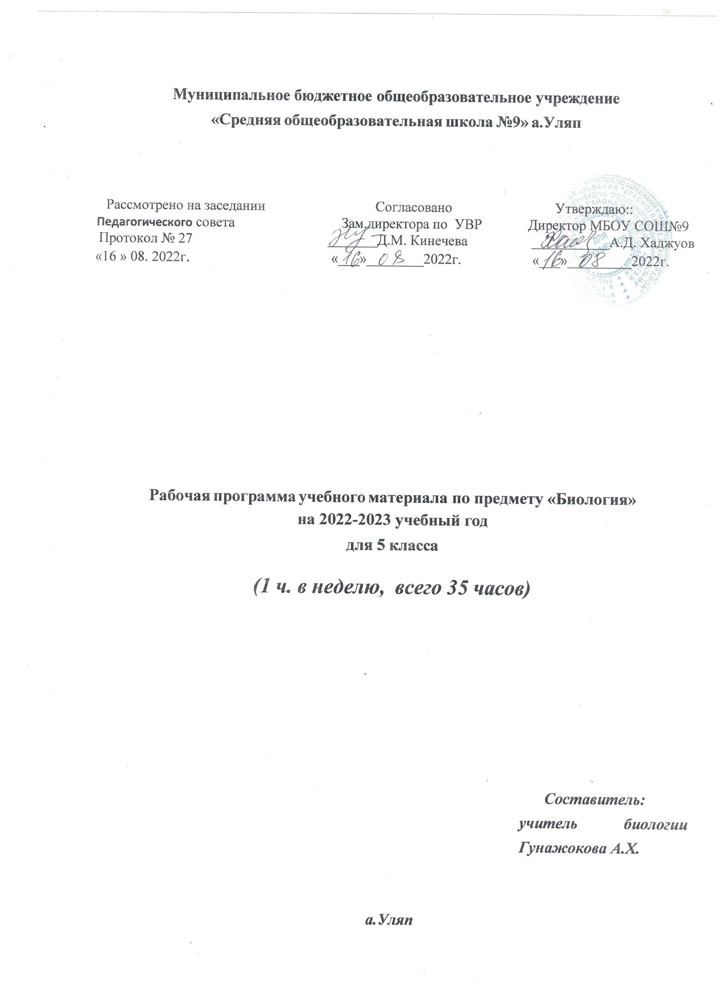 Муниципальное бюджетное общеобразовательное учреждение
«Средняя общеобразовательная школа №9» а.Уляп
Рассмотрено на заседании
Педагогического совета
Протокол № 27
«16 » 08. 2022г.
Согласовано
Зам.директора по УВР
Д.М. Кинечева
«16» 08 2022г.
Утверждаю::
Директор МБОУ СОШ№9
А.Д. Хаджуов
«16» 08 2022г.
МИНИСТЕРСТВО ОБРАЗОВАНИЯ И
ДЛЯ
Рабочая программа учебного материала по предмету «Биология»
на 2022-2023 учебный год
для 5 класса
(1 ч. в неделю, всего 35 часов)
Составитель:
учитель биологии
Гунажокова А.Х.
а.Уляп